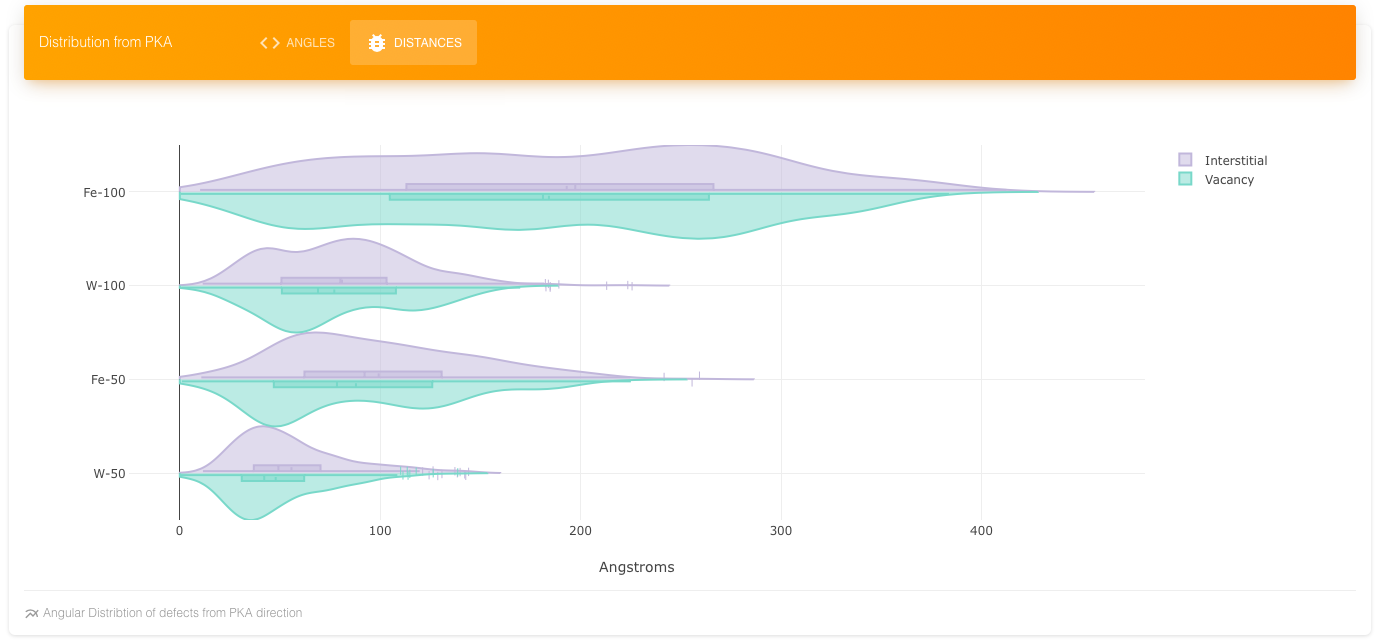 Distribution from PKA
ANGLES
DISTANCES
Interstitial
Vacancy
Fe-100
W-100
Fe-50
W-50
0 100 200 300 400
Angstroms
Angular Distribtion of defects from PKA direction